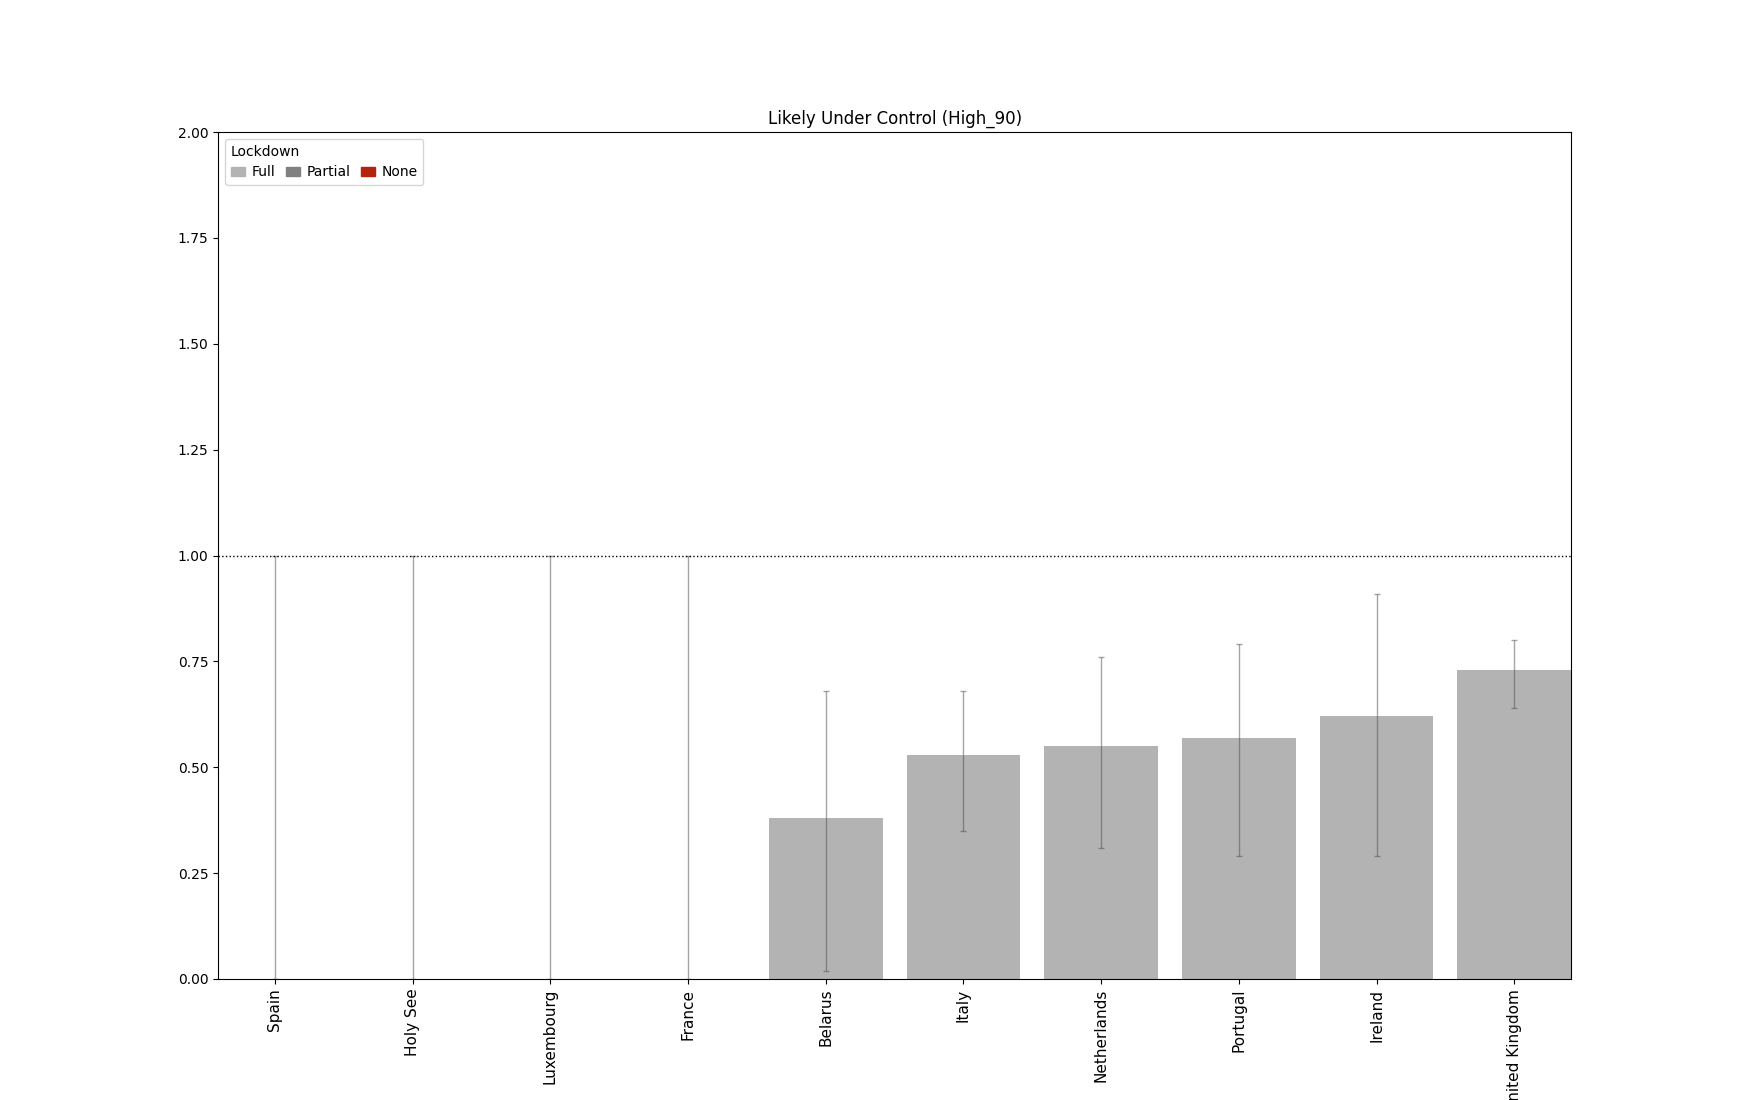 Likely Under Control (High_90)
Lockdown
Full Partial None
2.00
1.75
1.50
1.25
1.00
0.75
0.50
0.25
0.00
Spain
Holy See
Luxembourg
France
Belarus
Italy
Netherlands
Portugal
Ireland
nited Kingdom